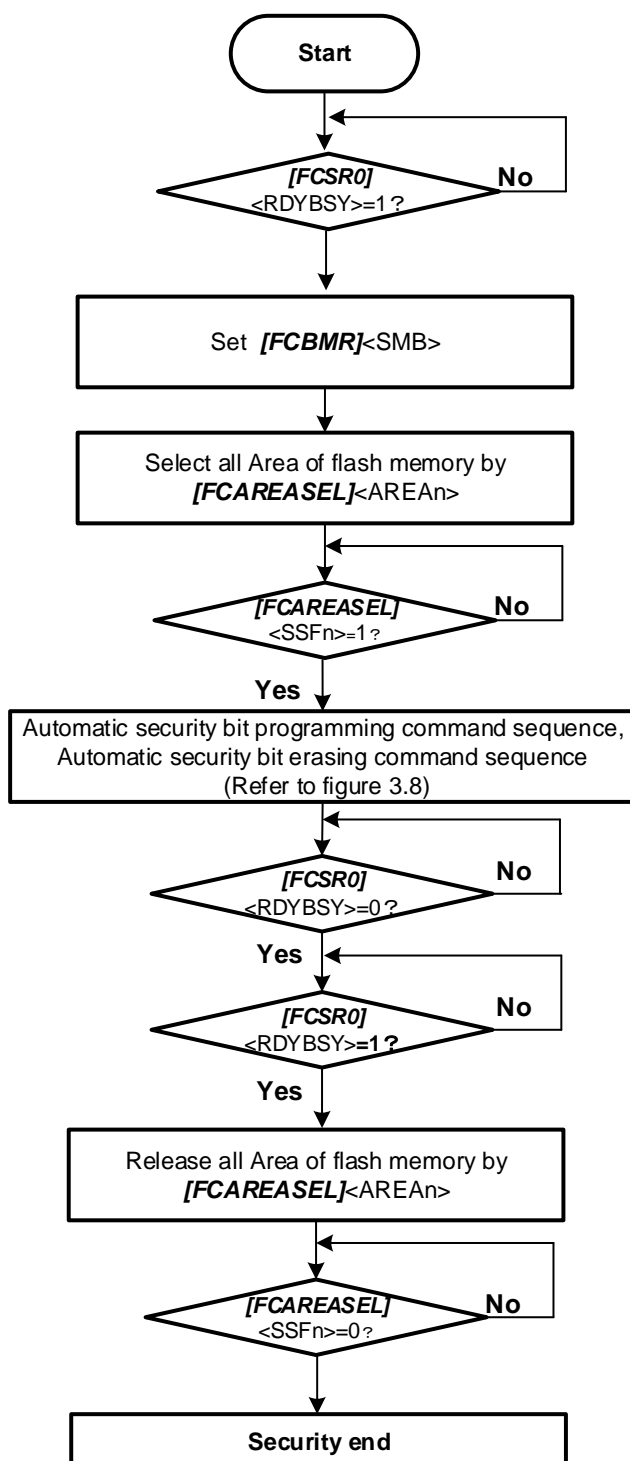 Start
[FCSR0]
<RDYBSY>=1?
No
Set [FCBMR]<SMB>
Select all Area of flash memory by
[FCAREASEL]<AREAn>
[FCAREASEL]
<SSFn>=1?
No
Yes
Automatic security bit programming command sequence,
Automatic security bit erasing command sequence
(Refer to figure 3.8)
[FCSR0]
<RDYBSY>=0?
No
Yes
[FCSR0]
<RDYBSY>=1?
No
Yes
Release all Area of flash memory by
[FCAREASEL]<AREAn>
[FCAREASEL]
<SSFn>=0?
No
Security end